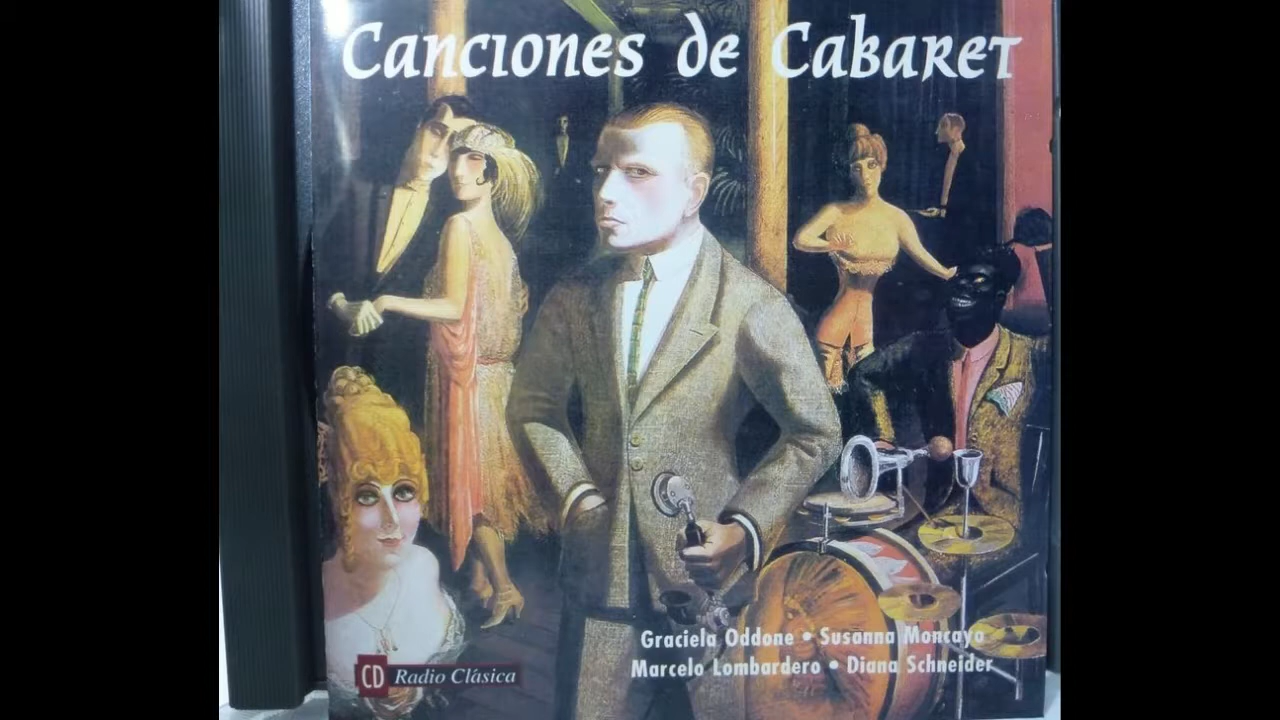 Canciones de Cabaret
Graciela Oddone • Susanna Moncayo
Marcelo Lombardero • Diana Schneider
CD Radio Clásica